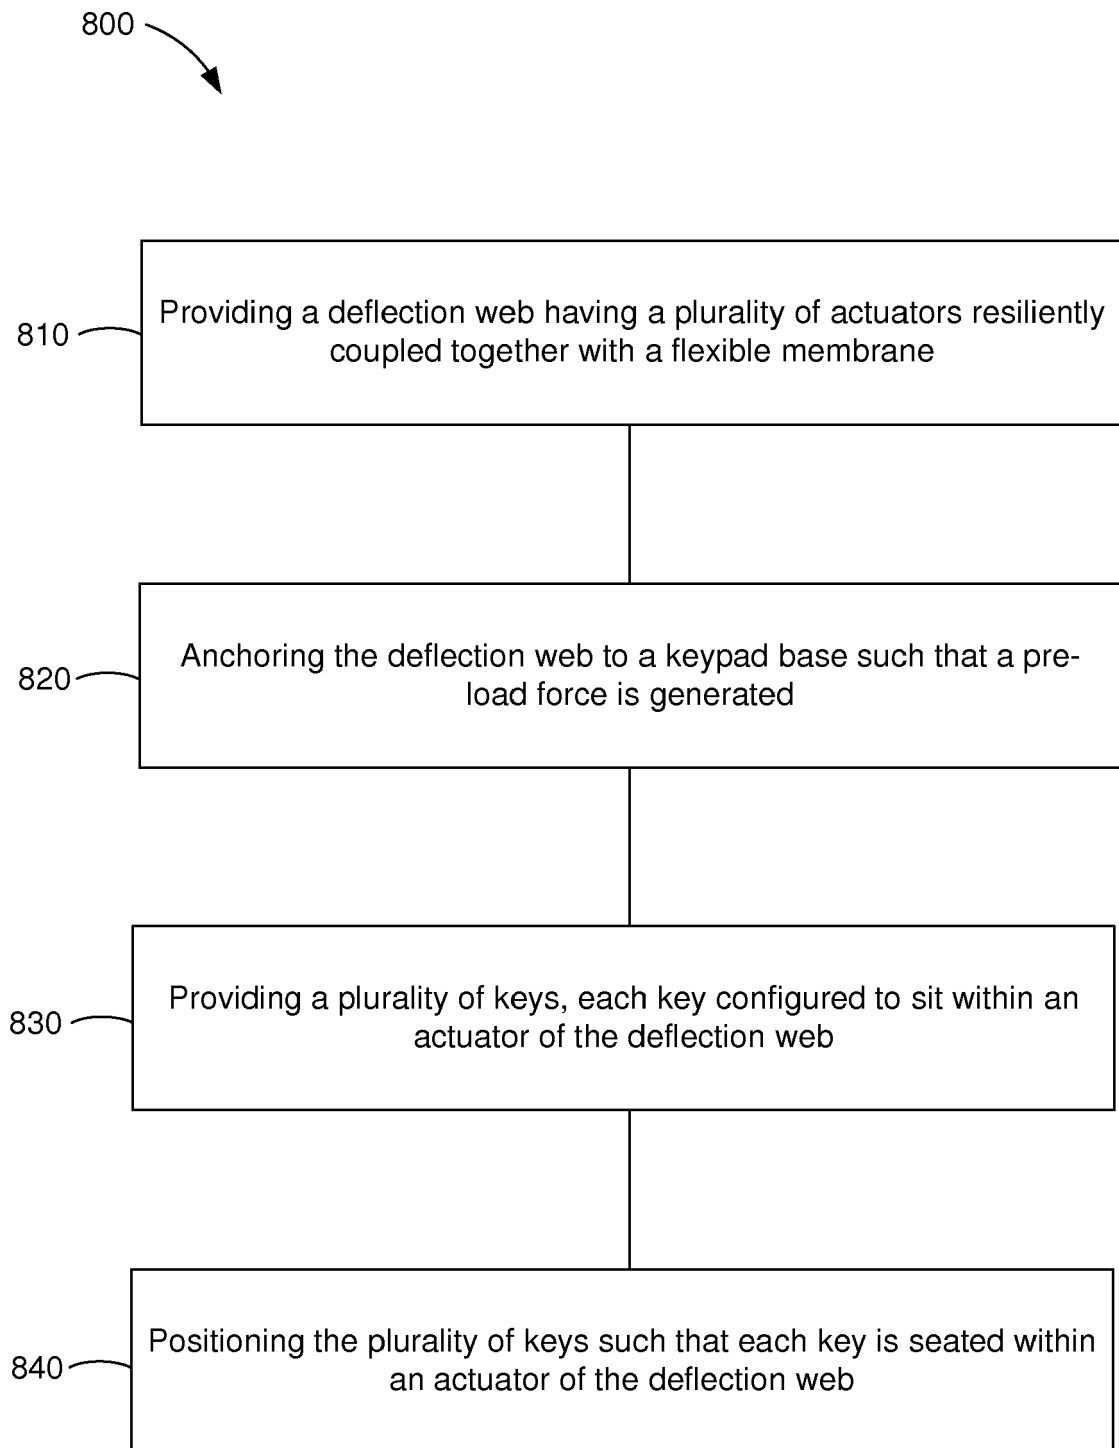 800
810
Providing a deflection web having a plurality of actuators resiliently
coupled together with a flexible membrane
820
Anchoring the deflection web to a keypad base such that a pre-
load force is generated
830
Providing a plurality of keys, each key configured to sit within an
actuator of the deflection web
840
Positioning the plurality of keys such that each key is seated within
an actuator of the deflection web